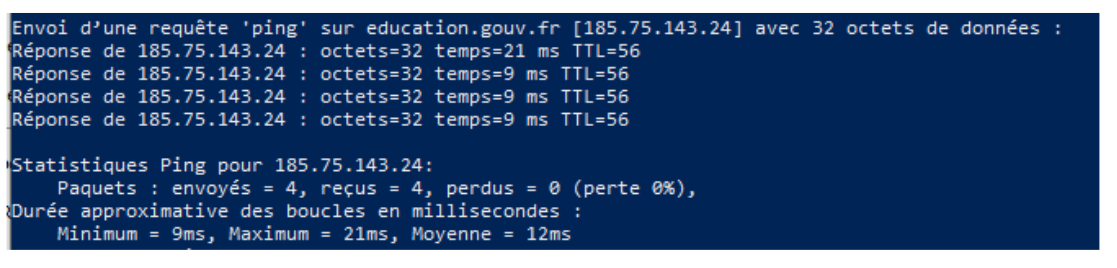 Envoi d’une requête 'ping' sur education.gouv.fr [185.75.143.24] avec 32 octets de données :
Réponse de 185.75.143.24 : octets=32 temps=21 ms TTL=56
Réponse de 185.75.143.24 : octets=32 temps=9 ms TTL=56
Réponse de 185.75.143.24 : octets=32 temps=9 ms TTL=56
Réponse de 185.75.143.24 : octets=32 temps=9 ms TTL=56
Statistiques Ping pour 185.75.143.24:
Paquets : envoyés = 4, reçus = 4, perdus = 0 (perte 0%),
Durée approximative des boucles en millisecondes :
Minimum = 9ms, Maximum = 21ms, Moyenne = 12ms